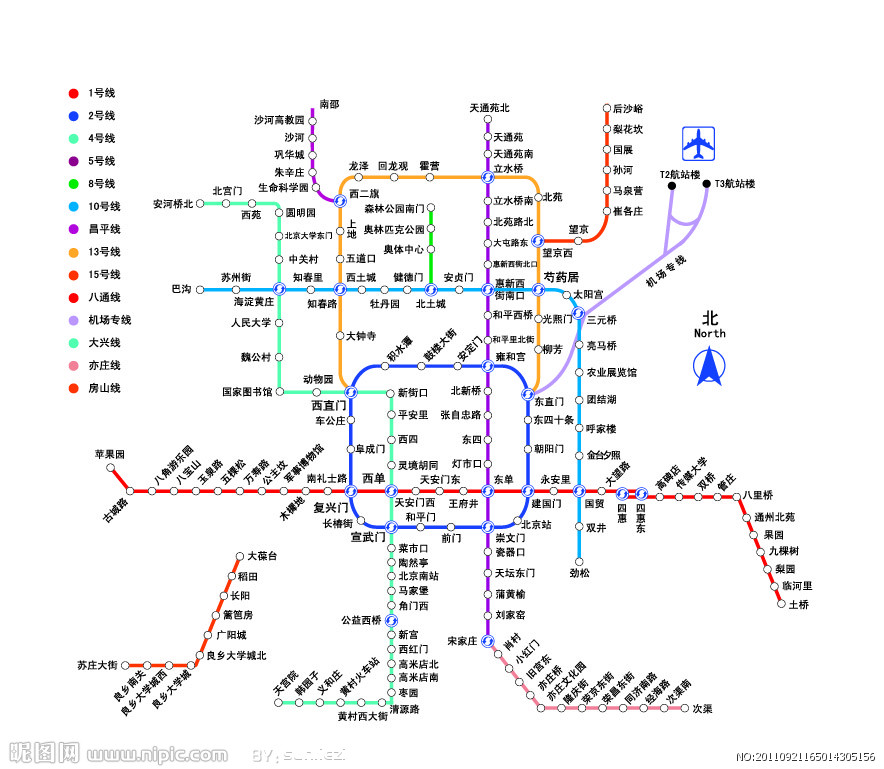 1号线
2号线
4号线
5号线
8号线
10号线
昌平线
13号线
15号线
八通线
机场专线
大兴线
亦庄线
房山线
南邵
沙河高教园
沙河
巩华城
朱辛庄
生命科学园
西二旗
龙泽
回龙观
霍营
天通苑北
天通苑
天通苑南
立水桥
立水桥南
北苑路北
大屯路东
惠新西街北口
惠新西
街南口
和平西桥
和平里北街
雍和宫
北新桥
张自忠路
东四
灯市口
东单
崇文门
瓷器口
天坛东门
蒲黄榆
刘家窑
宋家庄
后沙峪
梨花坎
国展
孙河
马泉营
崔各庄
望京
望京西
T2航站楼
T3航站楼
机场专线
北
North
北苑
芍药居
光熙门
柳芳
东直门
上地
五道口
知春路
大钟寺
西直门
森林公园南门
奥林匹克公园
奥体中心
北土城
安河桥北
北宫门
西苑
圆明园
北京大学东门
中关村
海淀黄庄
人民大学
魏公村
国家图书馆
动物园
新街口
平安里
西四
灵境胡同
西单
宣武门
菜市口
陶然亭
北京南站
马家堡
角门西
公益西桥
新宫
西红门
高米店北
高米店南
枣园
清源路
黄村西大街
黄村火车站
义和庄
韩园子
天宫院
巴沟
苏州街
知春里
西土城
牡丹园
健德门
安贞门
太阳宫
三元桥
亮马桥
农业展览馆
团结湖
呼家楼
金台夕照
国贸
双井
劲松
积水潭
鼓楼大街
安定门
东四十条
朝阳门
建国门
北京站
前门
和平门
长椿街
复兴门
阜成门
车公庄
苹果园
古城路
八角游乐园
八宝山
玉泉路
五棵松
万寿路
公主坟
军事博物馆
木樨地
南礼士路
天安门西
天安门东
王府井
永安里
大望路
四惠
四惠东
高碑店
传媒大学
双桥
管庄
八里桥
通州北苑
果园
九棵树
梨园
临河里
土桥
大葆台
稻田
长阳
篱笆房
广阳城
良乡大学城北
良乡大学城
良乡大学城西
良乡南关
苏庄大街
肖村
小红门
旧宫东
亦庄桥
亦庄文化园
隆庆街
荣京东街
荣昌东街
同济南路
经海路
次渠南
次渠
昵图网 www.nipic.com
NO:20110921165014305156